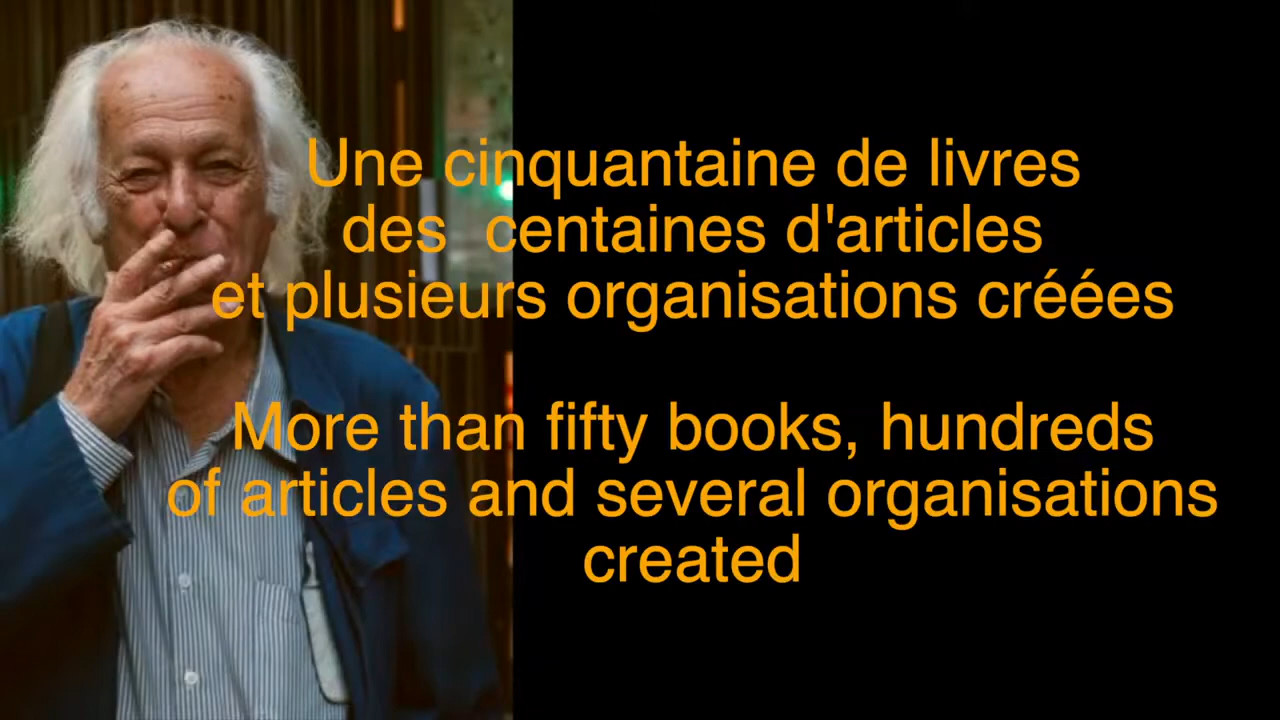 Une cinquantaine de livres
des  centaines d'articles
et plusieurs organisations créées
More than fifty books, hundreds
of articles and several organisations
created